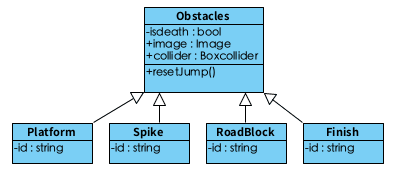 Obstacles
-isdeath : bool
+image : Image
+collider : Boxcollider
+resetJump()
Platform
-id : string
Spike
-id : string
RoadBlock
-id : string
Finish
-id : string